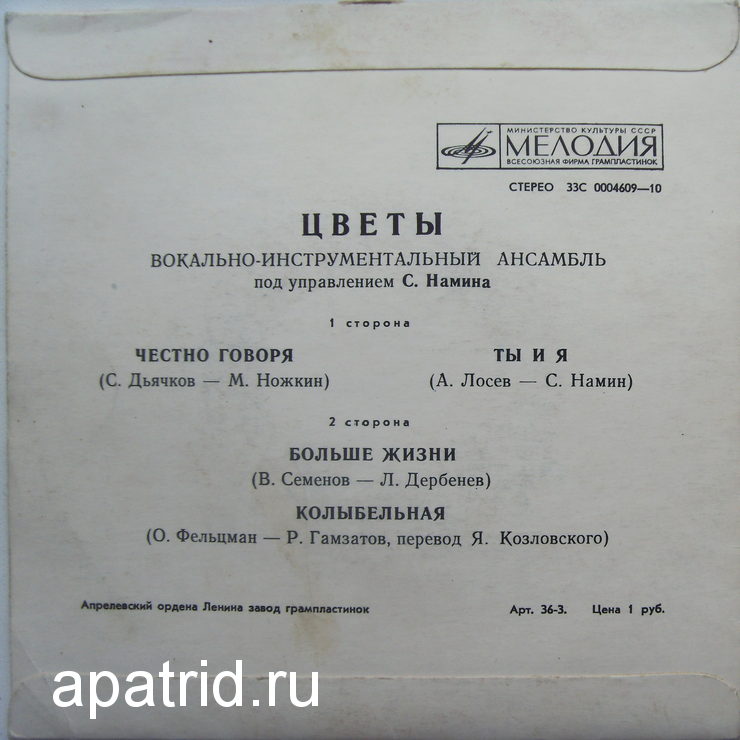 МИНИСТЕРСТВО КУЛЬТУРЫ СССР
МЕЛОДИЯ
ВСЕСОЮЗНАЯ ФИРМА ГРАМПЛАСТИНОК
СТЕРЕО 33С 0004609—10
ЦВЕТЫ
ВОКАЛЬНО-ИНСТРУМЕНТАЛЬНЫЙ АНСАМБЛЬ
под управлением С. Намина
1 сторона
ЧЕСТНО ГОВОРЯ ТЫ И Я
(С. Дьячков — М. Ножкин) (А. Лосев — С. Намин)
2 сторона
БОЛЬШЕ ЖИЗНИ
(В. Семенов — Л. Дербенев)
КОЛЫБЕЛЬНАЯ
(О. Фельцман — Р. Гамзатов, перевод Я. Козловского)
Апрелевский ордена Ленина завод грампластинок Арт. 36-3. Цена 1 руб.
apatrid.ru